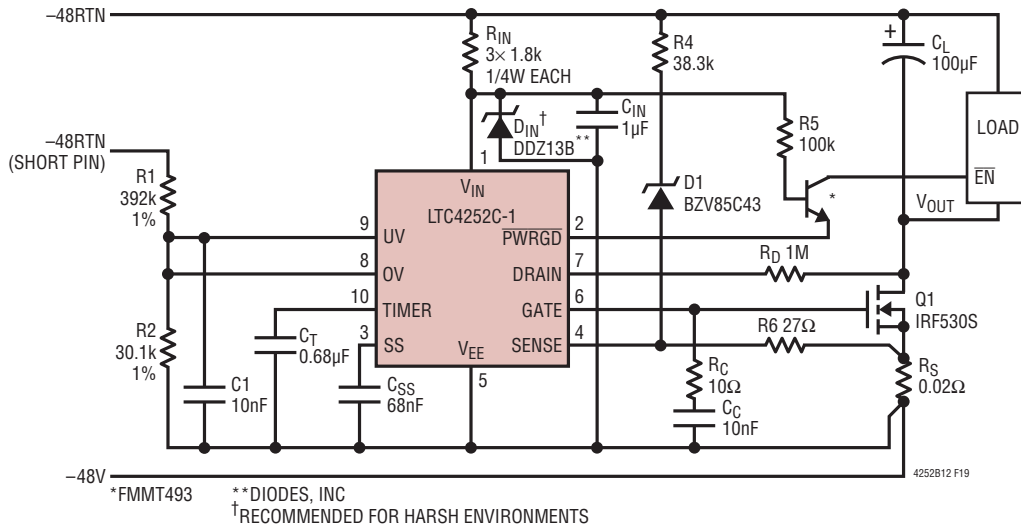 –48RTN
RIN
3× 1.8k
1/4W EACH
R4
38.3k
+
CL
100µF
CIN
1µF
DIN†
DDZ13B**
R5
100k
LOAD
EN
–48RTN
(SHORT PIN)
R1
392k
1%
1
VIN
LTC4252C-1
D1
BZV85C43
*
VOUT
9
UV
2
PWRGD
8
OV
7
DRAIN
RD 1M
10
TIMER
6
GATE
Q1
IRF530S
R2
30.1k
1%
CT
0.68µF
3
SS
VEE
5
4
SENSE
R6 27Ω
RS
0.02Ω
C1
10nF
CSS
68nF
RC
10Ω
CC
10nF
–48V
4252B12 F19
*FMMT493
**DIODES, INC
†RECOMMENDED FOR HARSH ENVIRONMENTS